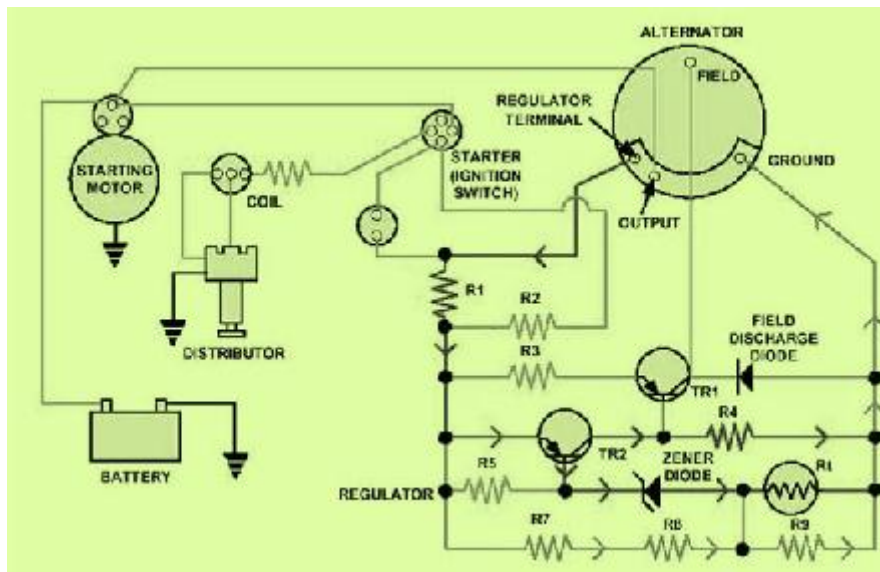 ALTERNATOR
FIELD
REGULATOR
TERMINAL
STARTING
MOTOR
STARTER
(IGNITION
SWITCH)
GROUND
COIL
OUTPUT
R1
R2
DISTRIBUTOR
R3
FIELD
DISCHARGE
DIODE
TR1
R4
TR2
ZENER
DIODE
BATTERY
R5
Rt
REGULATOR
R7
R8
R9